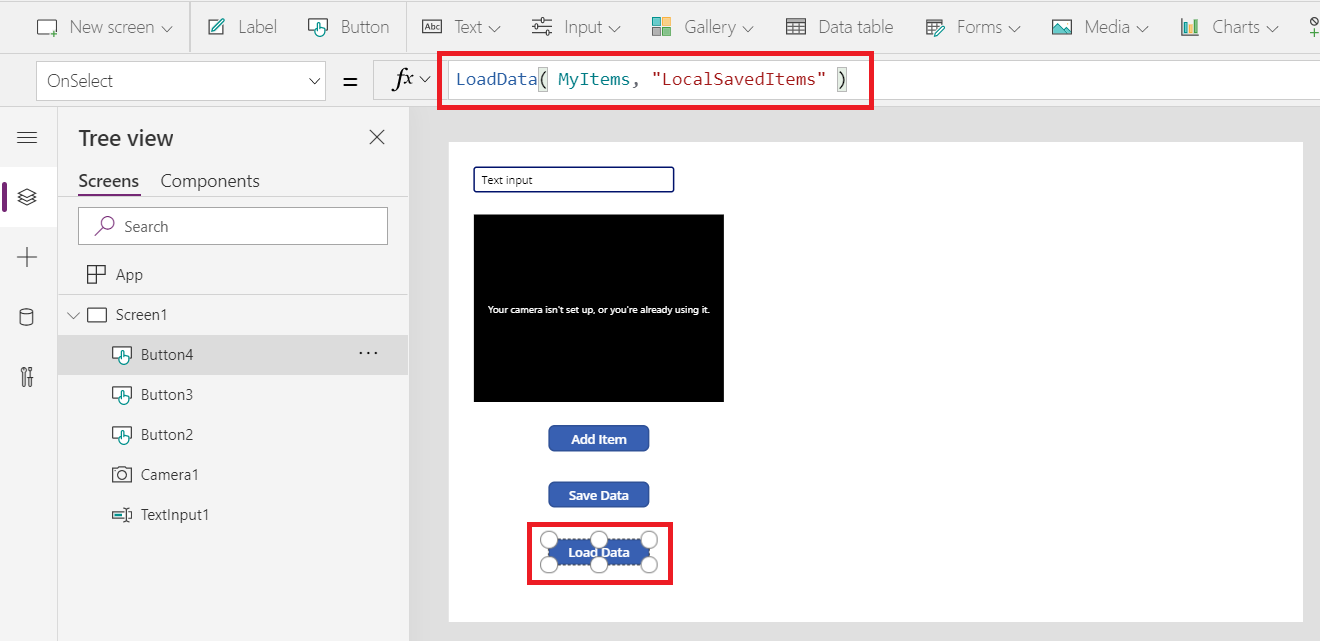 New screen Label Button Abc Text Input Gallery Data table Forms Media Charts
OnSelect = fx LoadData( MyItems, "LocalSavedItems" )
Tree view
Screens Components
Search
App
Screen1
Button4 ...
Button3
Button2
Camera1
TextInput1
Text input
Your camera isn't set up, or you're already using it.
Add Item
Save Data
Load Data